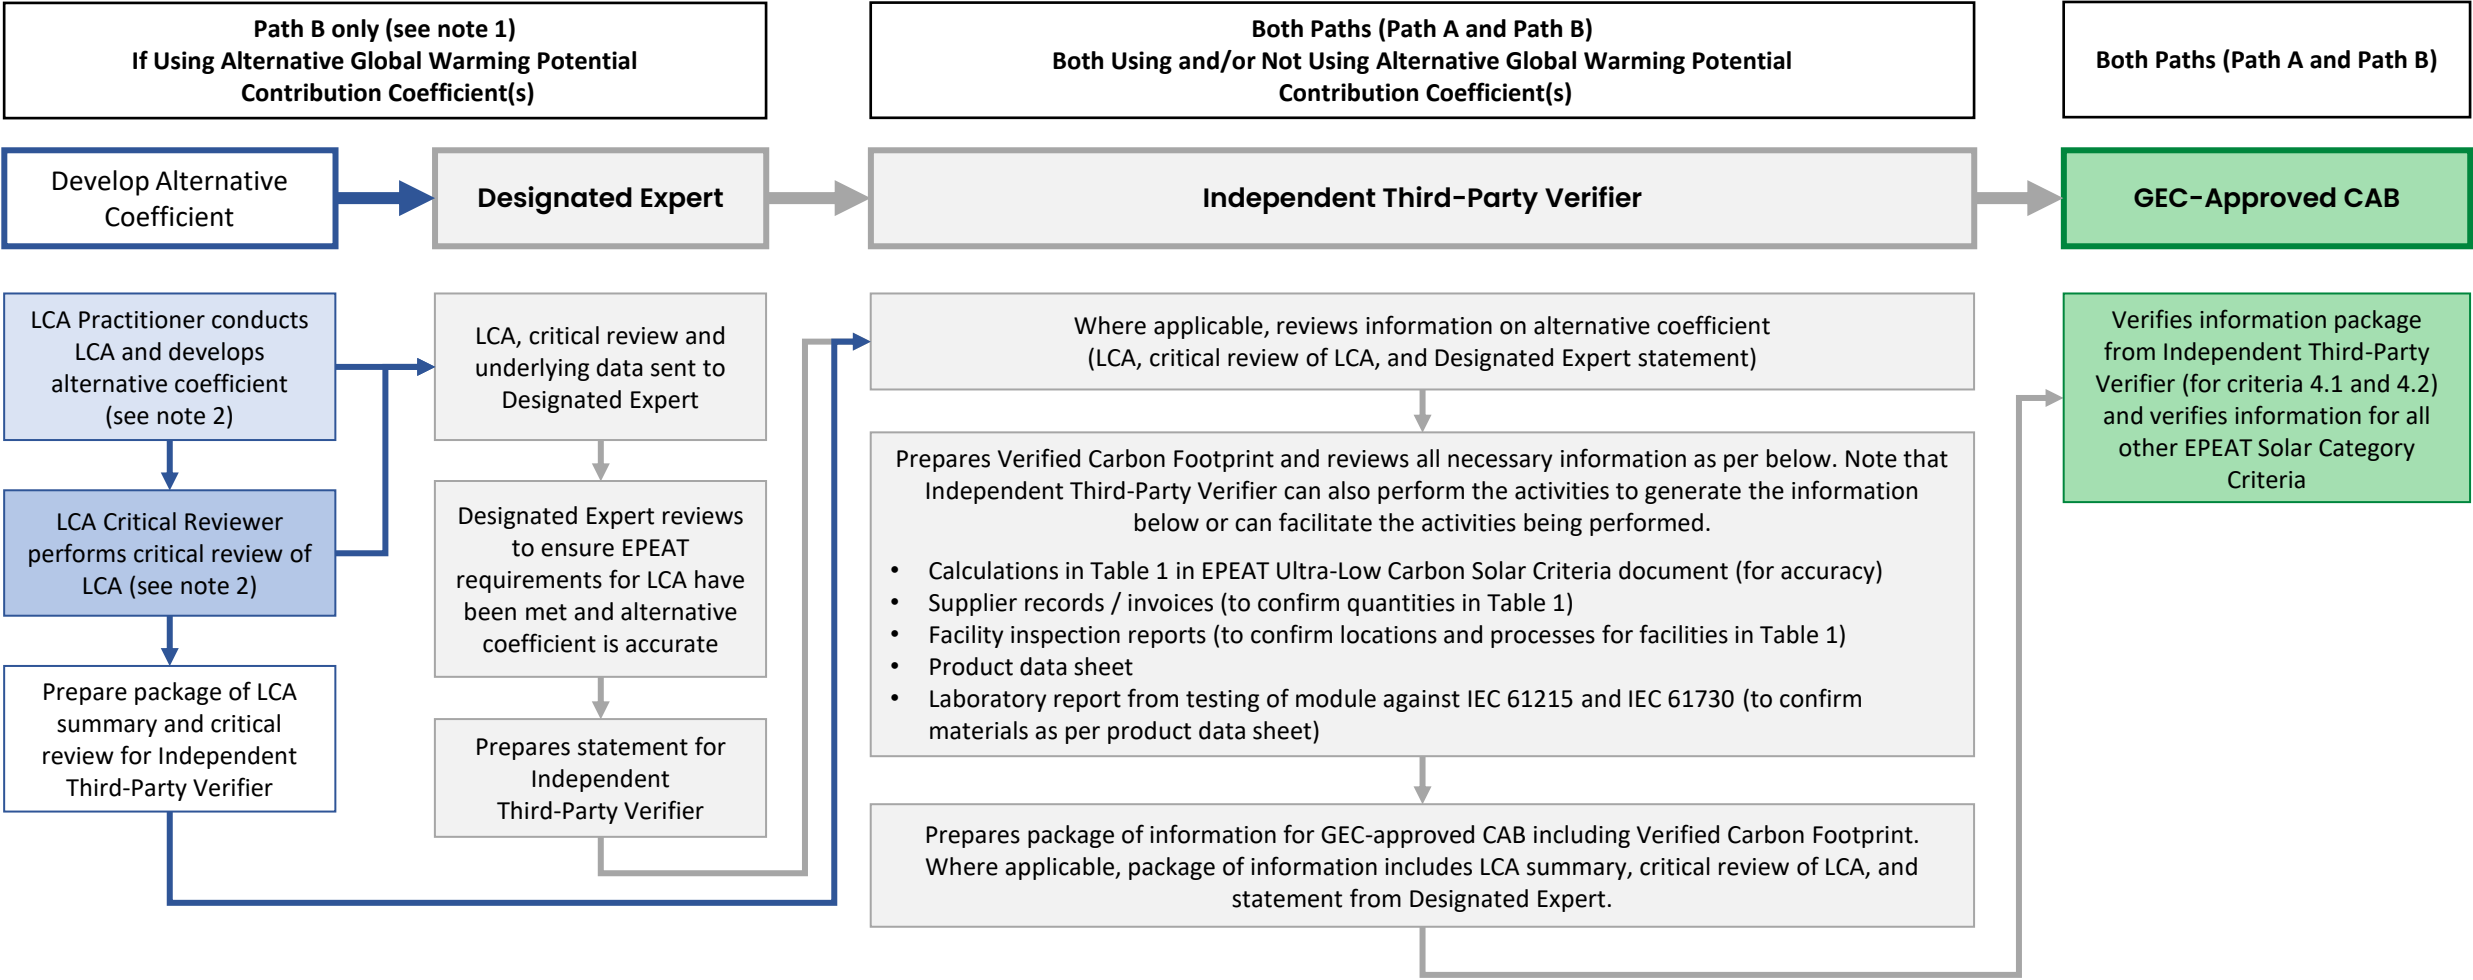 Path B only (see note 1)
If Using Alternative Global Warming Potential
Contribution Coefficient(s)
Both Paths (Path A and Path B)
Both Using and/or Not Using Alternative Global Warming Potential
Contribution Coefficient(s)
Both Paths (Path A and Path B)
Develop Alternative
Coefficient
Designated Expert
Independent Third-Party Verifier
GEC-Approved CAB
LCA Practitioner conducts
LCA and develops
alternative coefficient
(see note 2)
LCA Critical Reviewer
performs critical review of
LCA (see note 2)
Prepare package of LCA
summary and critical
review for Independent
Third-Party Verifier
LCA, critical review and
underlying data sent to
Designated Expert
Designated Expert reviews
to ensure EPEAT
requirements for LCA have
been met and alternative
coefficient is accurate
Prepares statement for
Independent
Third-Party Verifier
Where applicable, reviews information on alternative coefficient
(LCA, critical review of LCA, and Designated Expert statement)
Prepares Verified Carbon Footprint and reviews all necessary information as per below. Note that
Independent Third-Party Verifier can also perform the activities to generate the information
below or can facilitate the activities being performed.
• Calculations in Table 1 in EPEAT Ultra-Low Carbon Solar Criteria document (for accuracy)
• Supplier records / invoices (to confirm quantities in Table 1)
• Facility inspection reports (to confirm locations and processes for facilities in Table 1)
• Product data sheet
• Laboratory report from testing of module against IEC 61215 and IEC 61730 (to confirm
materials as per product data sheet)
Prepares package of information for GEC-approved CAB including Verified Carbon Footprint.
Where applicable, package of information includes LCA summary, critical review of LCA, and
statement from Designated Expert.
Verifies information package
from Independent Third-Party
Verifier (for criteria 4.1 and 4.2)
and verifies information for all
other EPEAT Solar Category
Criteria